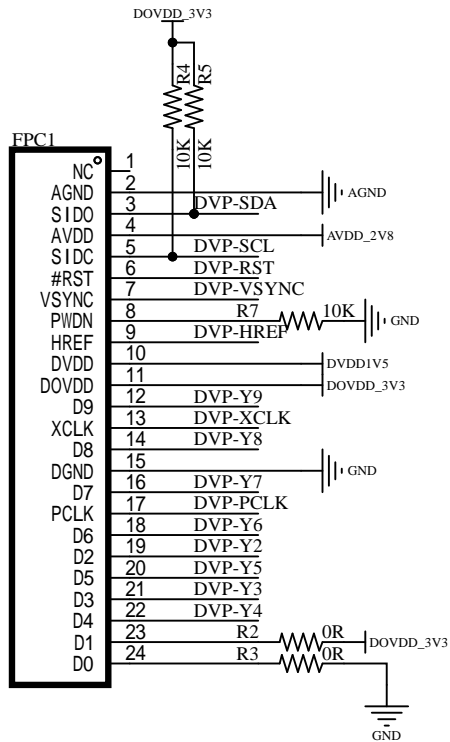 DOVDD_3V3
R4 R5
10K 10K
FPC1
NC 1
AGND 2 AGND
SIDO 3 DVP-SDA
AVDD 4 AVDD_2V8
SIDC 5 DVP-SCL
#RST 6 DVP-RST
VSYNC 7 DVP-VSYNC
PWDN 8 R7 10K GND
HREF 9 DVP-HREF
DVDD 10 DVDD1V5
DOVDD 11 DOVDD_3V3
D9 12 DVP-Y9
XCLK 13 DVP-XCLK
D8 14 DVP-Y8
DGND 15 GND
D7 16 DVP-Y7
PCLK 17 DVP-PCLK
D6 18 DVP-Y6
D2 19 DVP-Y2
D5 20 DVP-Y5
D3 21 DVP-Y3
D4 22 DVP-Y4
D1 23 R2 0R DOVDD_3V3
D0 24 R3 0R
GND